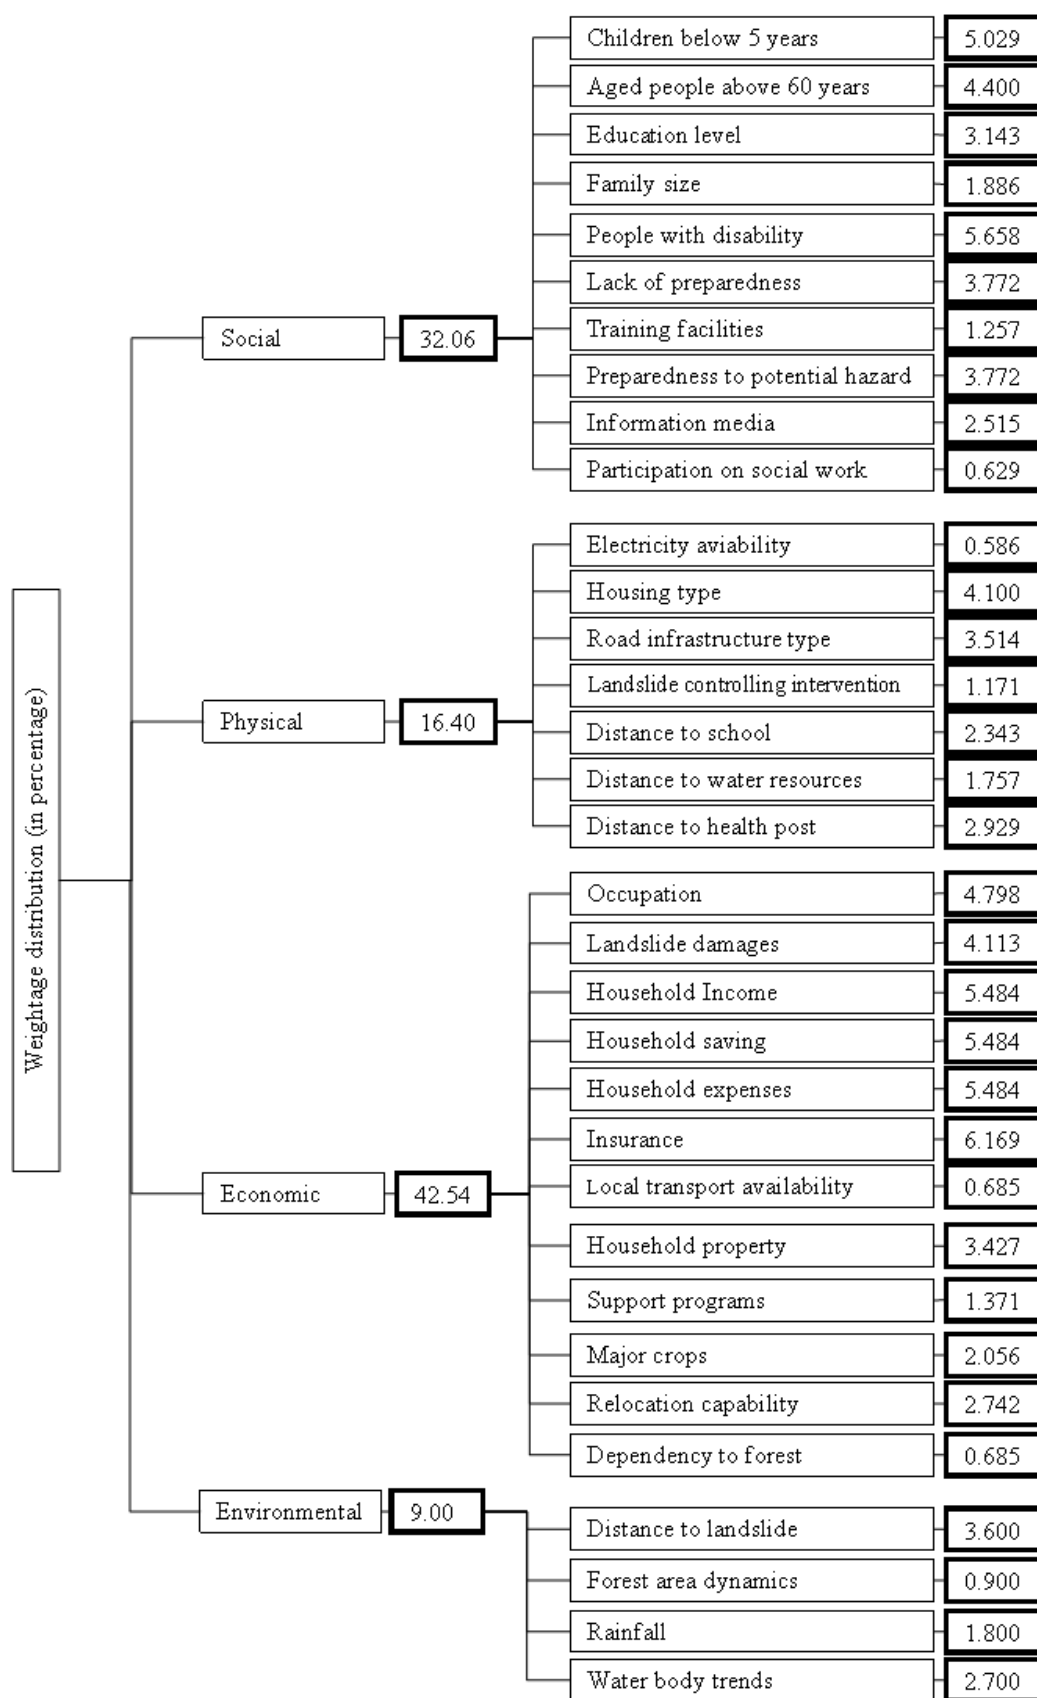 Weightage distribution (in percentage)
Social 32.06
Children below 5 years 5.029
Aged people above 60 years 4.400
Education level 3.143
Family size 1.886
People with disability 5.658
Lack of preparedness 3.772
Training facilities 1.257
Preparedness to potential hazard 3.772
Information media 2.515
Participation on social work 0.629
Physical 16.40
Electricity aviability 0.586
Housing type 4.100
Road infrastructure type 3.514
Landslide controlling intervention 1.171
Distance to school 2.343
Distance to water resources 1.757
Distance to health post 2.929
Economic 42.54
Occupation 4.798
Landslide damages 4.113
Household Income 5.484
Household saving 5.484
Household expenses 5.484
Insurance 6.169
Local transport availability 0.685
Household property 3.427
Support programs 1.371
Major crops 2.056
Relocation capability 2.742
Dependency to forest 0.685
Environmental 9.00
Distance to landslide 3.600
Forest area dynamics 0.900
Rainfall 1.800
Water body trends 2.700